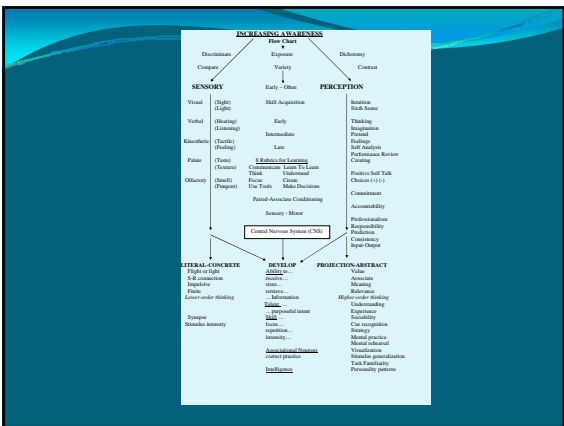 INCREASING AWARENESS
Flow Chart
Discriminate Exposure Dichotomy
Compare Variety Contrast
SENSORY Early – Often PERCEPTION
Visual (Sight) Skill Acquisition Intuition
(Light) Sixth Sense
Verbal (Hearing) Early Thinking
(Listening) Imagination
Intermediate Pretend
Kinesthetic (Tactile) Feelings
(Feeling) Late Self Analysis
Performance Review
Palate (Taste) 8 Rubrics for Learning Creating
(Texture) Communicate Learn To Learn
Think Understand Positive Self Talk
Olfactory (Smell) Focus Create Choices (+) (-)
(Pungent) Use Tools Make Decisions
Commitment
Paired-Associate Conditioning
Accountability
Sensory - Motor
Professionalism
Responsibility
Central Nervous System (CNS) Prediction
Consistency
Input-Output
LITERAL-CONCRETE DEVELOP PROJECTION-ABSTRACT
Flight or fight Ability to… Value
S-R connection receive… Associate
Impulsive store… Meaning
Finite retrieve… Relevance
Lower-order thinking …Information Higher-order thinking
Talent … Understanding
…purposeful intent Experience
Synapse Skill… Sociability
Stimulus intensity focus… Cue recognition
repetition… Strategy
intensity… Mental practice
Mental rehearsal
Associational Neurons Visualization
correct practice Stimulus generalization
Task Familiarity
Intelligence Personality patterns